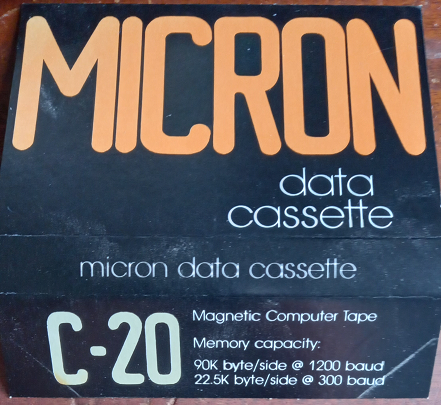 MICRON
data
cassette
micron data cassette
C-20
Magnetic Computer Tape
Memory capacity:
90K byte/side @ 1200 baud
22.5K byte/side @ 300 baud